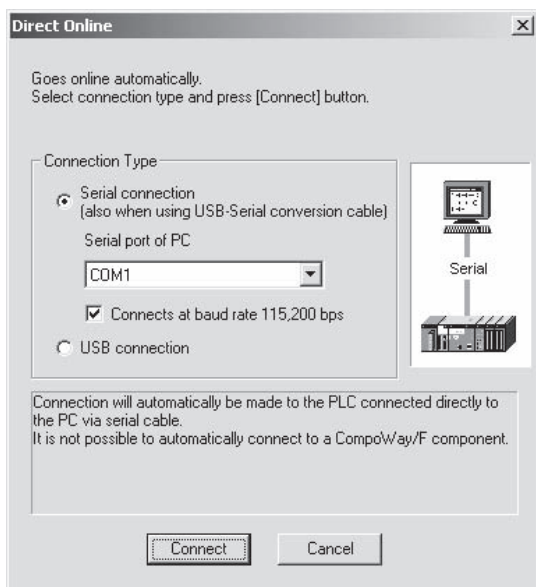 Direct Online
Goes online automatically.
Select connection type and press [Connect] button.
Connection Type
Serial connection
(also when using USB-Serial conversion cable)
Serial port of PC
COM1
Connects at baud rate 115,200 bps
USB connection
Serial
Connection will automatically be made to the PLC connected directly to
the PC via serial cable.
It is not possible to automatically connect to a CompoWay/F component.
Connect
Cancel